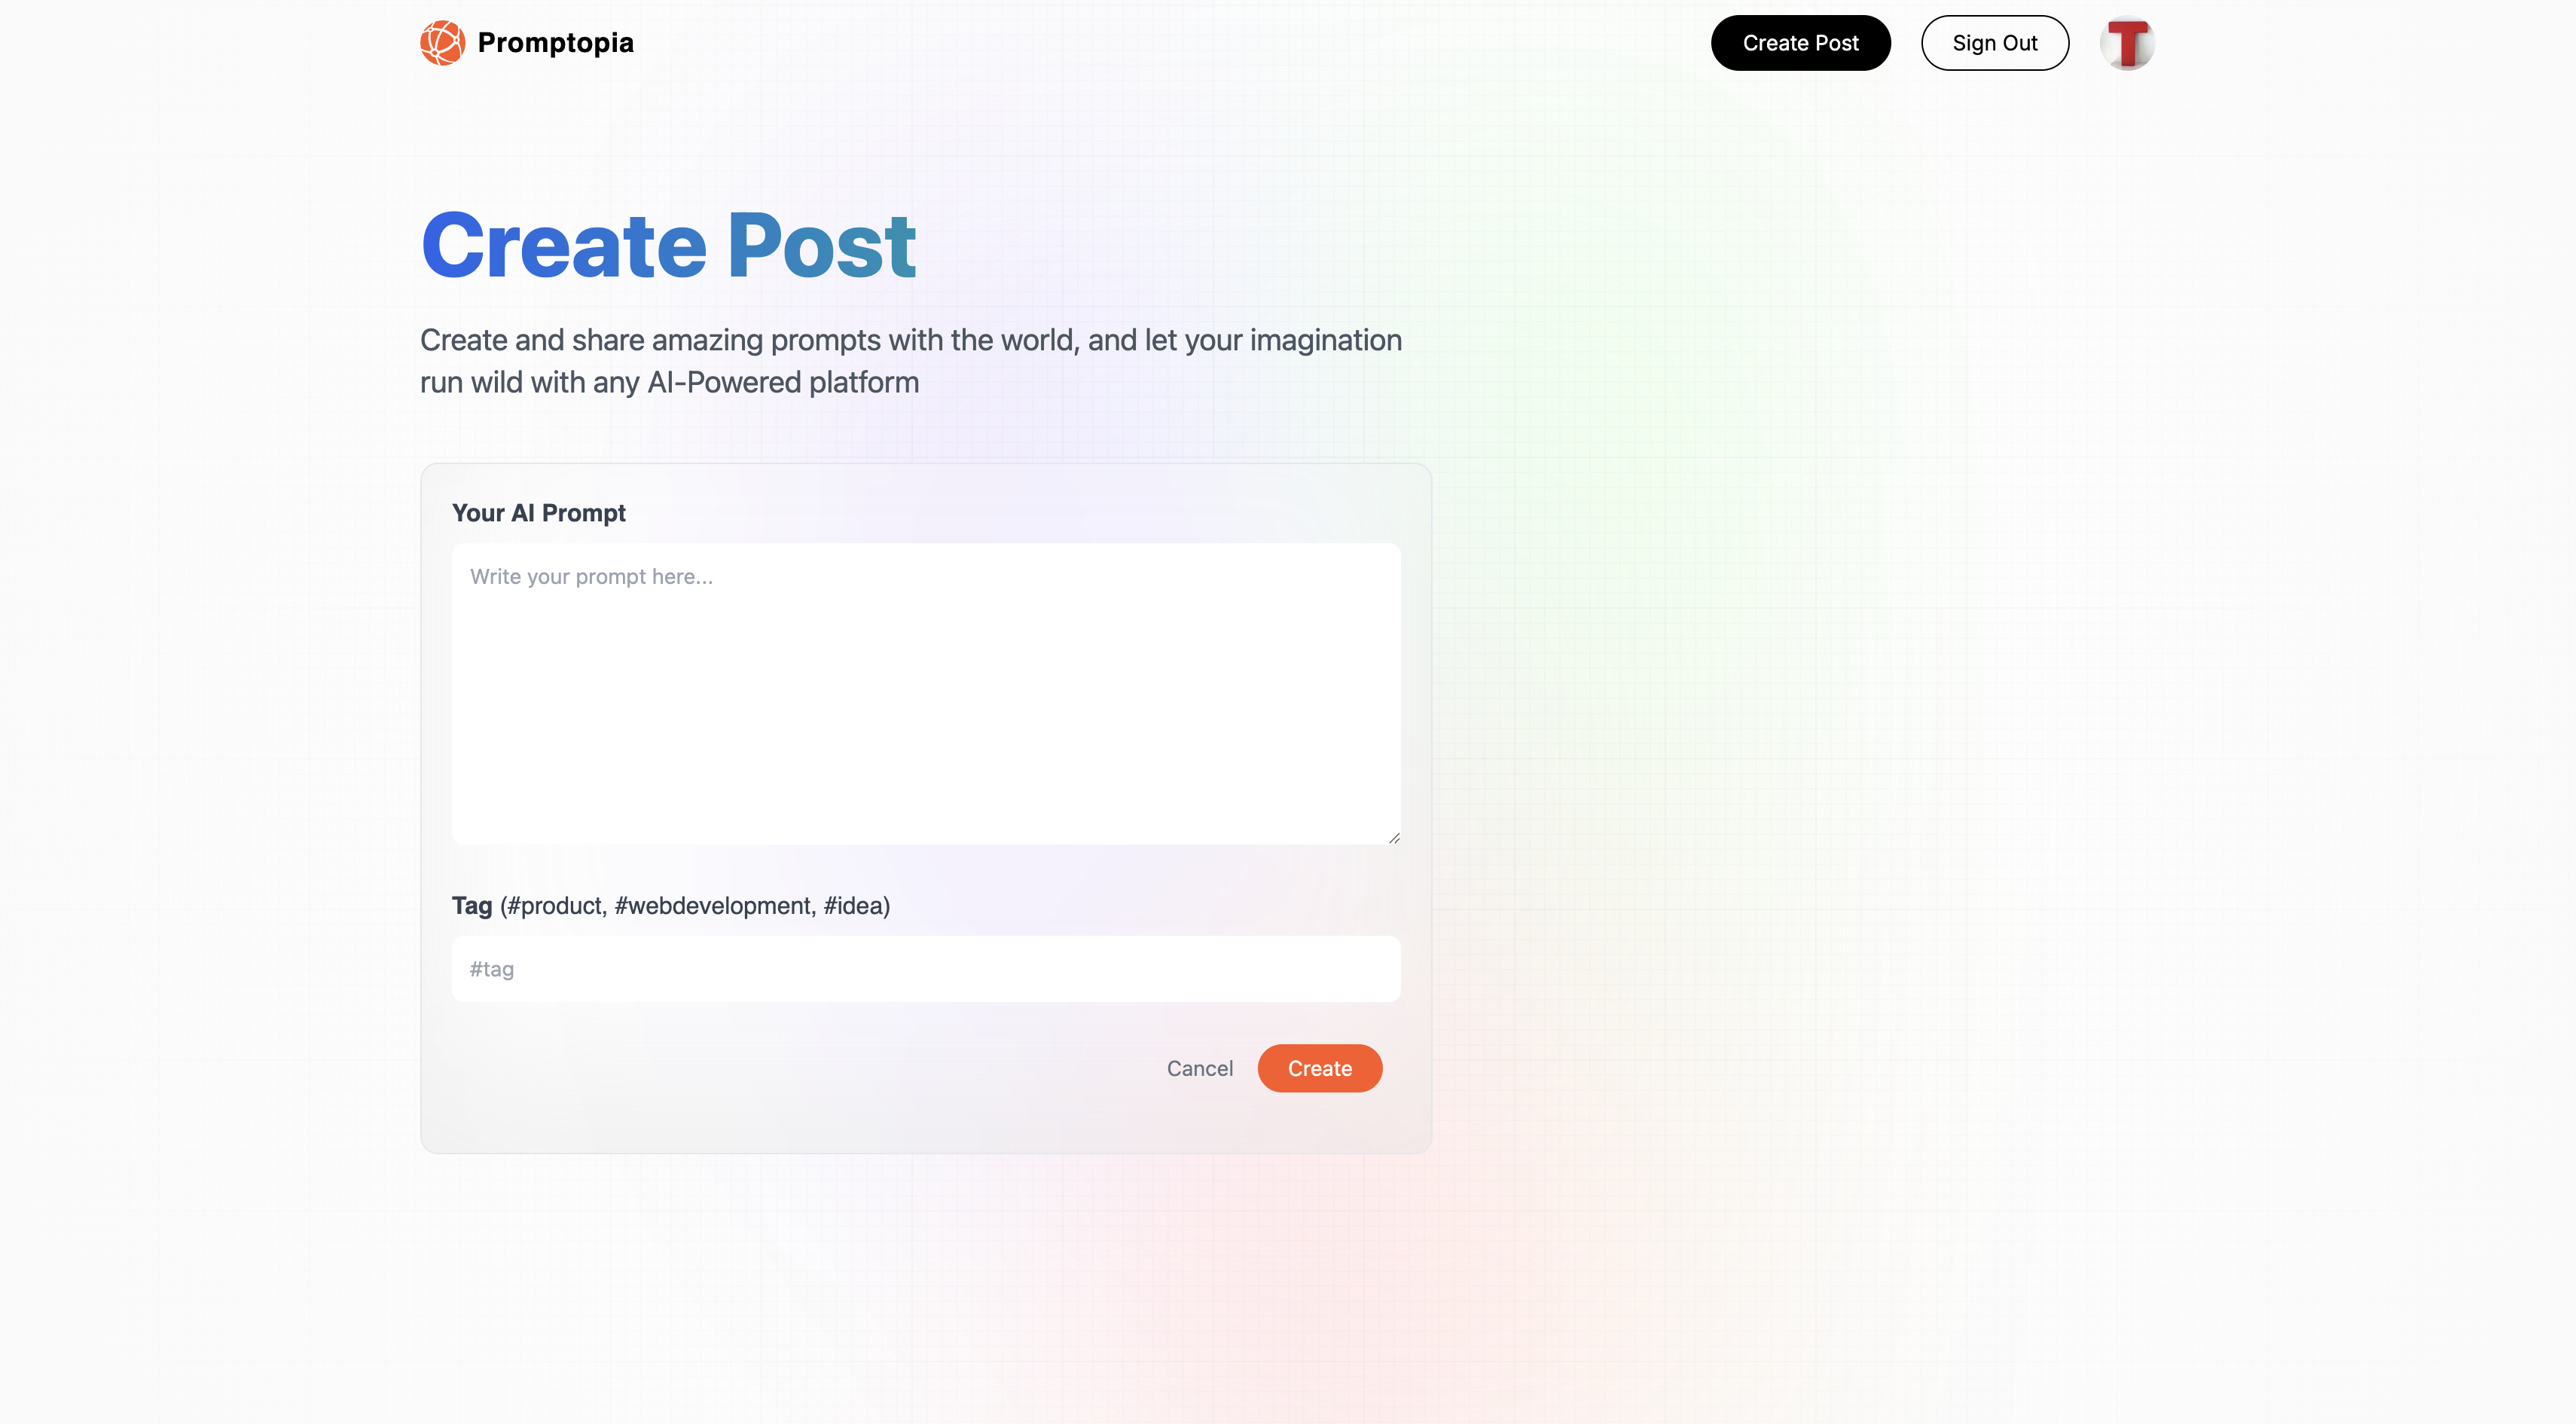 Promptopia
Create Post
Sign Out
T
Create Post
Create and share amazing prompts with the world, and let your imagination
run wild with any AI-Powered platform
Your AI Prompt
Write your prompt here...
Tag (#product, #webdevelopment, #idea)
#tag
Cancel
Create